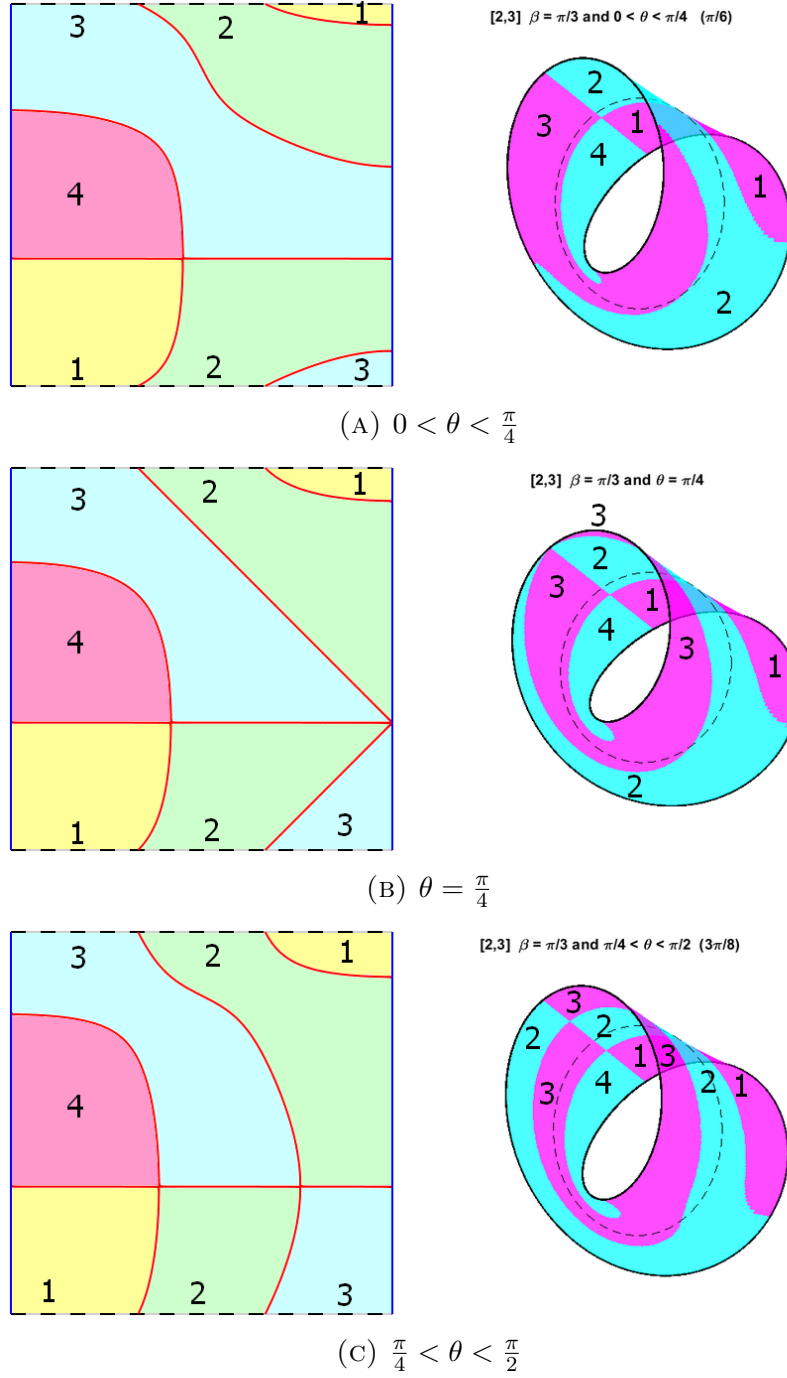 3 2 1
4
1 2 3
[2,3] β = π/3 and 0 < θ < π/4 (π/6)
2
3 1
4
1
2
(A) 0 < θ < π/4
3 2 1
4
1 2 3
[2,3] β = π/3 and θ = π/4
3
2
3 1
4 3
1
2
(B) θ = π/4
3 2 1
4
1 2 3
[2,3] β = π/3 and π/4 < θ < π/2 (3π/8)
3
2 2
1 3
4 2 1
3
(C) π/4 < θ < π/2